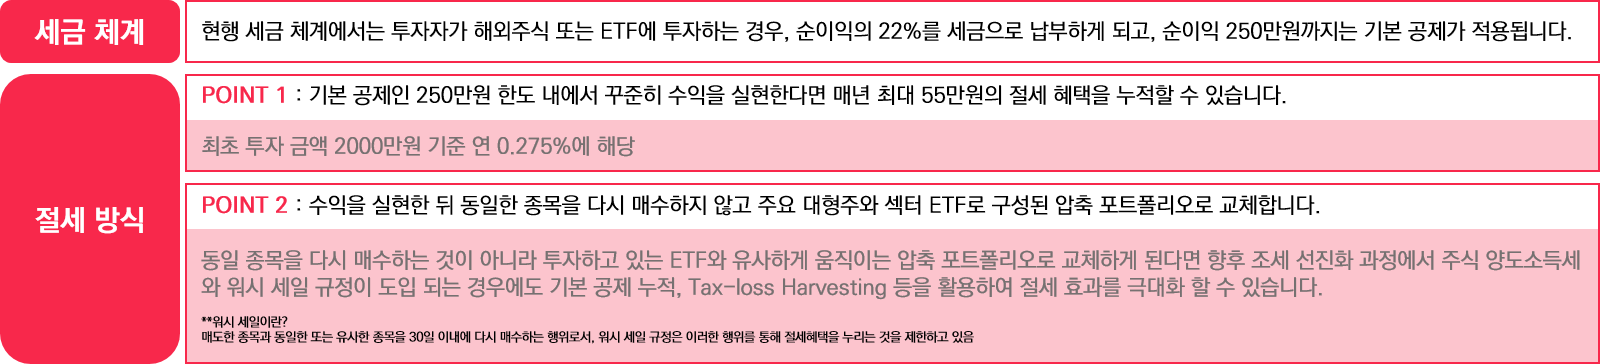 세금 체계
현행 세금 체계에서는 투자자가 해외주식 또는 ETF에 투자하는 경우, 순이익의 22%를 세금으로 납부하게 되고, 순이익 250만원까지는 기본 공제가 적용됩니다.
절세 방식
POINT 1 : 기본 공제인 250만원 한도 내에서 꾸준히 수익을 실현한다면 매년 최대 55만원의 절세 혜택을 누적할 수 있습니다.
최초 투자 금액 2000만원 기준 연 0.275%에 해당
POINT 2 : 수익을 실현한 뒤 동일한 종목을 다시 매수하지 않고 주요 대형주와 섹터 ETF로 구성된 압축 포트폴리오로 교체합니다.
동일 종목을 다시 매수하는 것이 아니라 투자하고 있는 ETF와 유사하게 움직이는 압축 포트폴리오로 교체하게 된다면 향후 조세 선진화 과정에서 주식 양도소득세
와 워시 세일 규정이 도입 되는 경우에도 기본 공제 누적, Tax-loss Harvesting 등을 활용하여 절세 효과를 극대화 할 수 있습니다.
**워시 세일이란?
매도한 종목과 동일한 또는 유사한 종목을 30일 이내에 다시 매수하는 행위로서, 워시 세일 규정은 이러한 행위를 통해 절세혜택을 누리는 것을 제한하고 있음